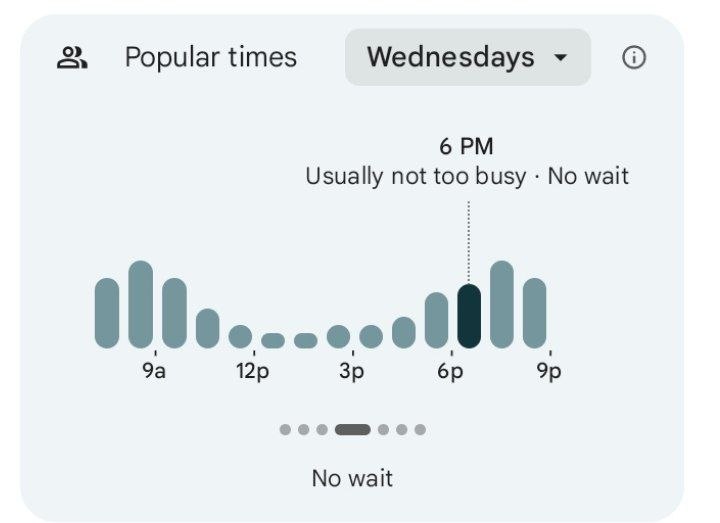 Popular times
Wednesdays
6 PM
Usually not too busy · No wait
9a 12p 3p 6p 9p
No wait